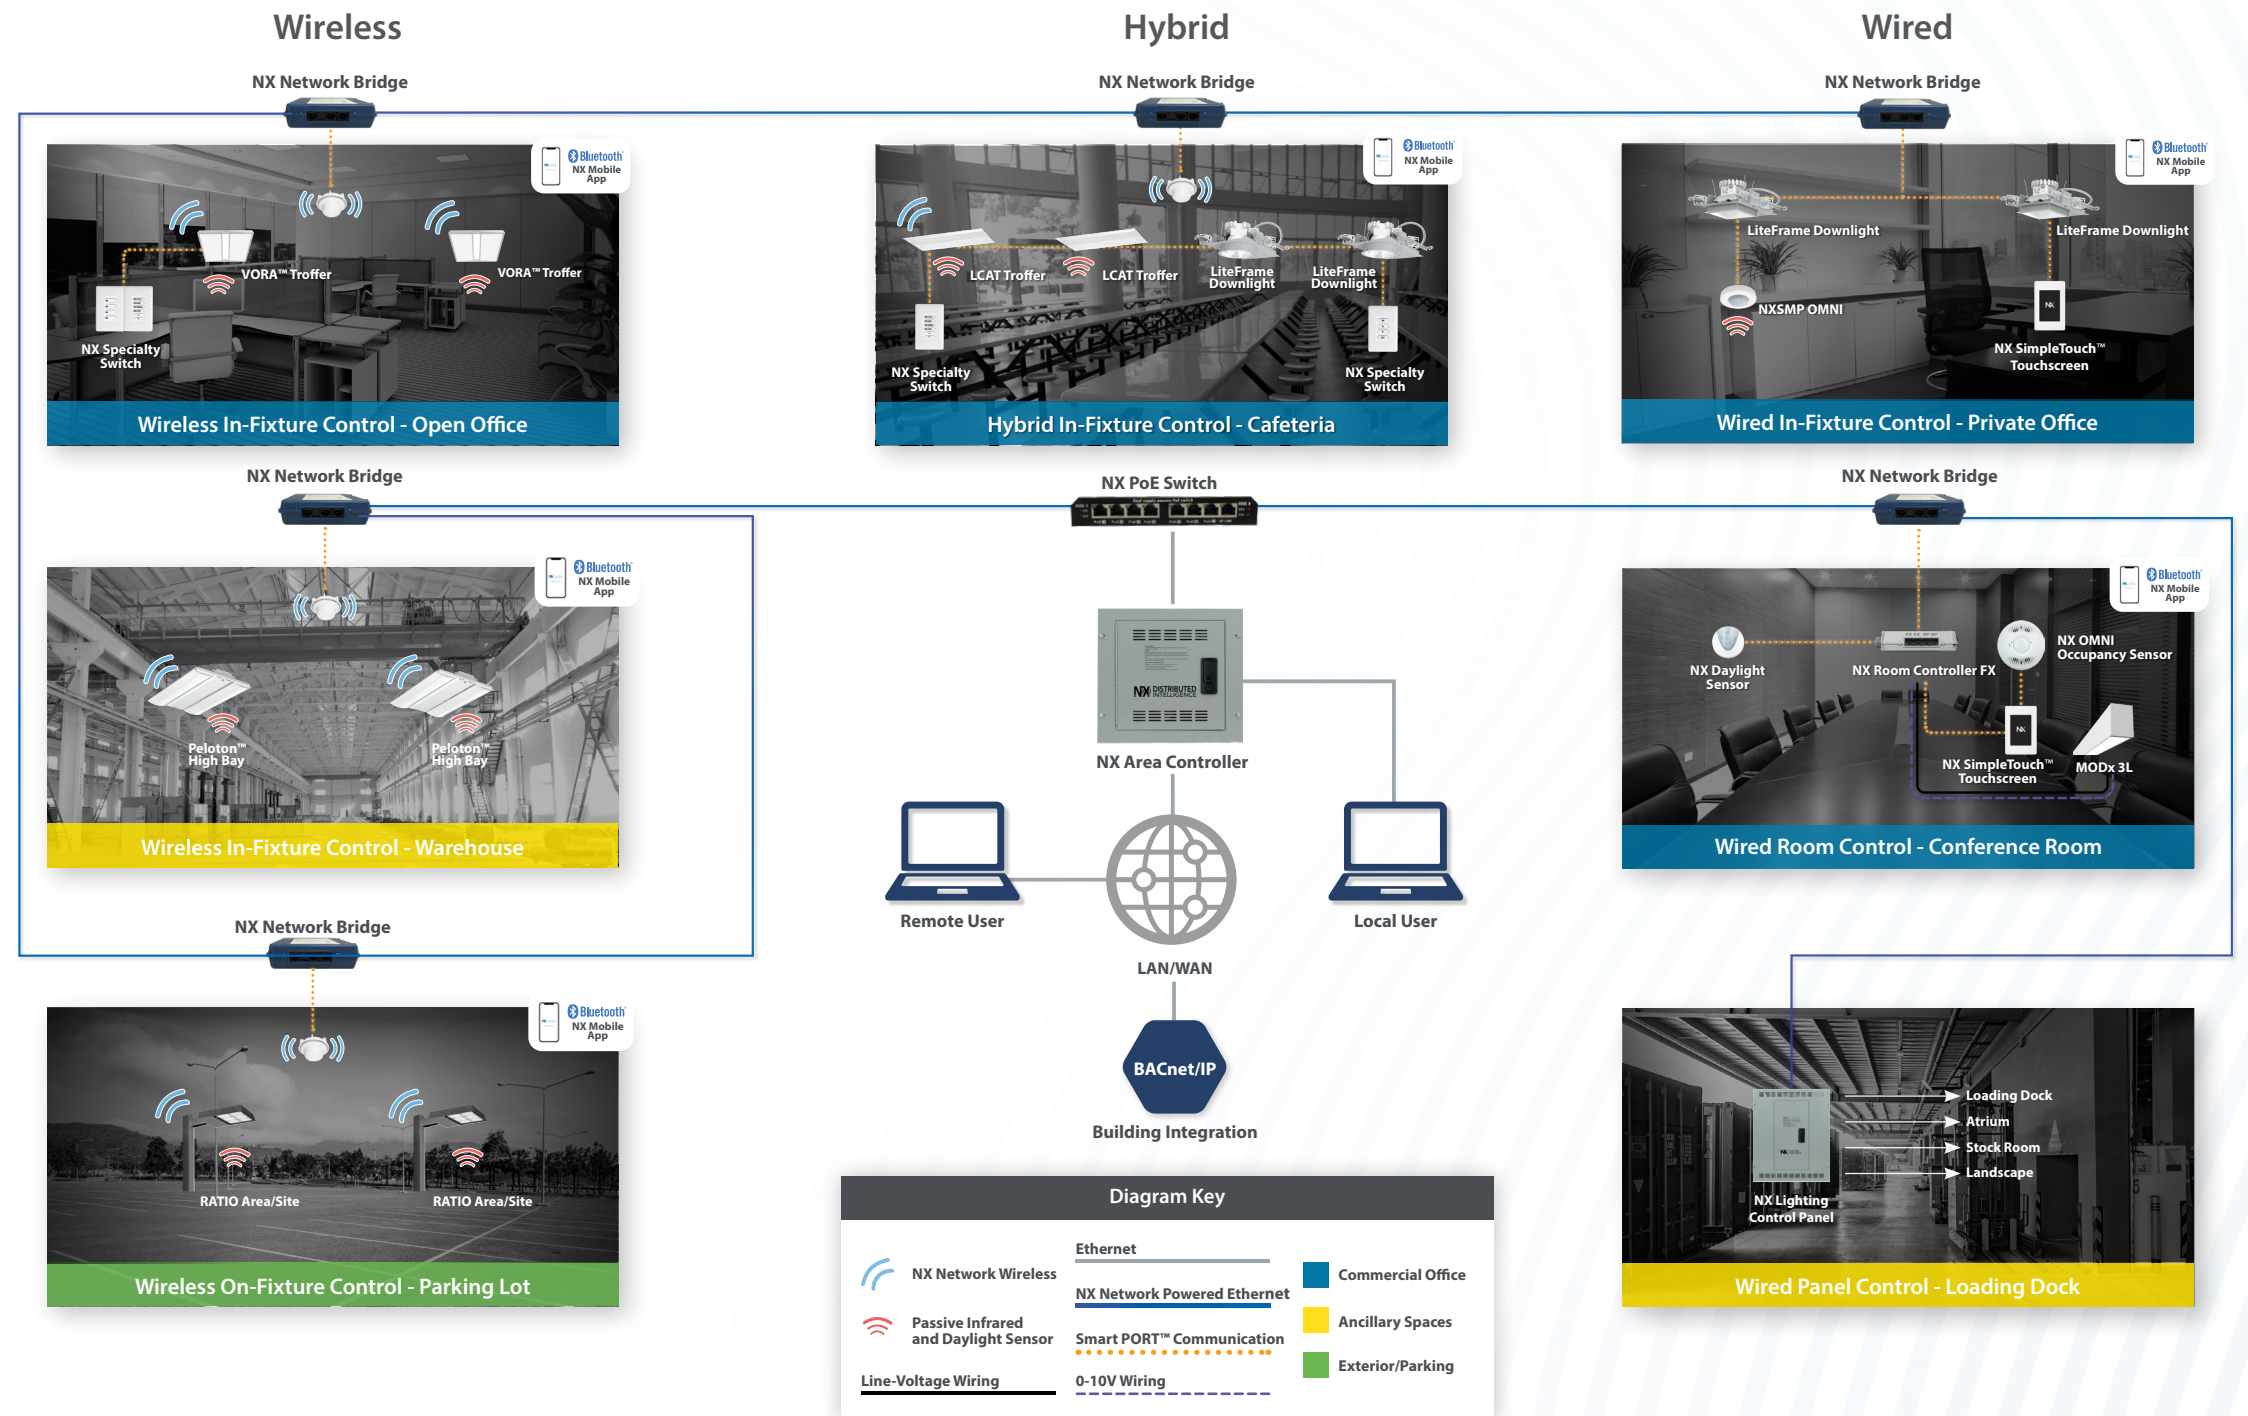 Wireless
Hybrid
Wired
NX Network Bridge
NX Network Bridge
NX Network Bridge
Bluetooth
NX Mobile
App
VORA™ Troffer
VORA™ Troffer
NX Specialty
Switch
Wireless In-Fixture Control - Open Office
Bluetooth
NX Mobile
App
LCAT Troffer
LCAT Troffer
LiteFrame
Downlight
LiteFrame
Downlight
NX Specialty
Switch
NX Specialty
Switch
Hybrid In-Fixture Control - Cafeteria
Bluetooth
NX Mobile
App
LiteFrame Downlight
LiteFrame Downlight
NXSMP OMNI
NX
NX SimpleTouch™
Touchscreen
Wired In-Fixture Control - Private Office
NX Network Bridge
NX PoE Switch
NX Network Bridge
Bluetooth
NX Mobile
App
Peloton™
High Bay
Peloton™
High Bay
Wireless In-Fixture Control - Warehouse
NX DISTRIBUTED
INTELLIGENCE
NX Area Controller
Remote User
Local User
LAN/WAN
BACnet/IP
Building Integration
Bluetooth
NX Mobile
App
NX Daylight
Sensor
NX Room Controller FX
NX OMNI
Occupancy Sensor
NX
NX SimpleTouch™
Touchscreen
MODx 3L
Wired Room Control - Conference Room
NX Network Bridge
Bluetooth
NX Mobile
App
RATIO Area/Site
RATIO Area/Site
Wireless On-Fixture Control - Parking Lot
Loading Dock
Atrium
Stock Room
Landscape
NX
NX Lighting
Control Panel
Wired Panel Control - Loading Dock
Diagram Key
NX Network Wireless
Passive Infrared
and Daylight Sensor
Line-Voltage Wiring
Ethernet
NX Network Powered Ethernet
Smart PORT™ Communication
0-10V Wiring
Commercial Office
Ancillary Spaces
Exterior/Parking